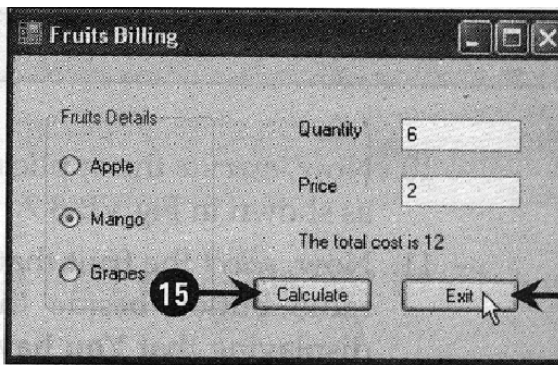 Fruits Billing
Fruits Details
Apple
Mango
Grapes
Quantity
6
Price
2
The total cost is 12
15
Calculate
Exit